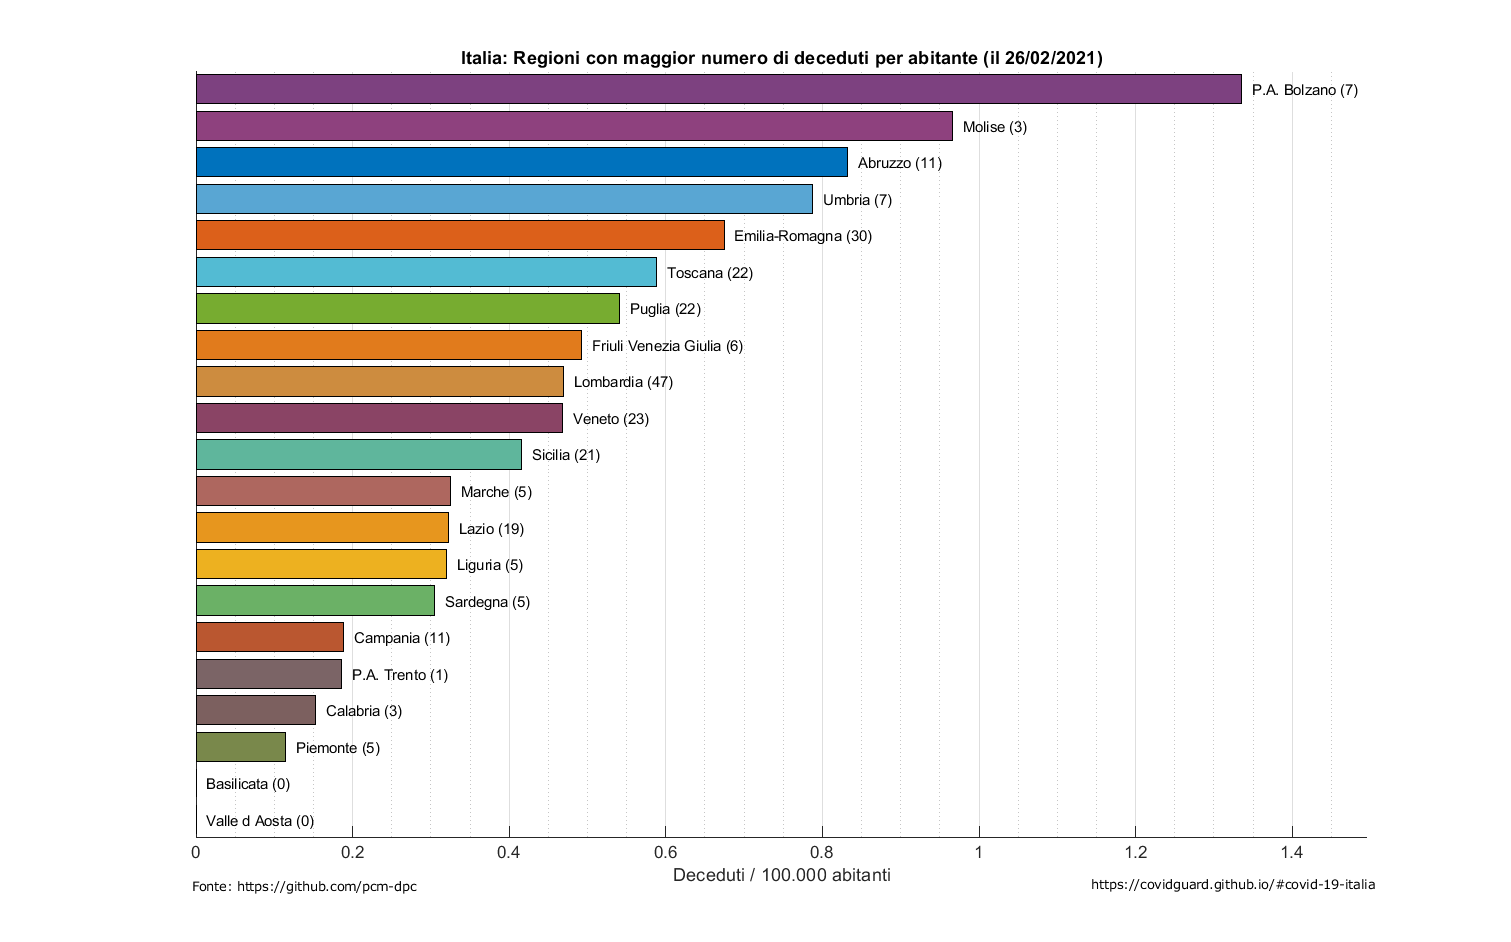 Italia: Regioni con maggior numero di deceduti per abitante (il 26/02/2021)
P.A. Bolzano (7)
Molise (3)
Abruzzo (11)
Umbria (7)
Emilia-Romagna (30)
Toscana (22)
Puglia (22)
Friuli Venezia Giulia (6)
Lombardia (47)
Veneto (23)
Sicilia (21)
Marche (5)
Lazio (19)
Liguria (5)
Sardegna (5)
Campania (11)
P.A. Trento (1)
Calabria (3)
Piemonte (5)
Basilicata (0)
Valle d Aosta (0)
0 0.2 0.4 0.6 0.8 1 1.2 1.4
Deceduti / 100.000 abitanti
Fonte: https://github.com/pcm-dpc
https://covidguard.github.io/#covid-19-italia